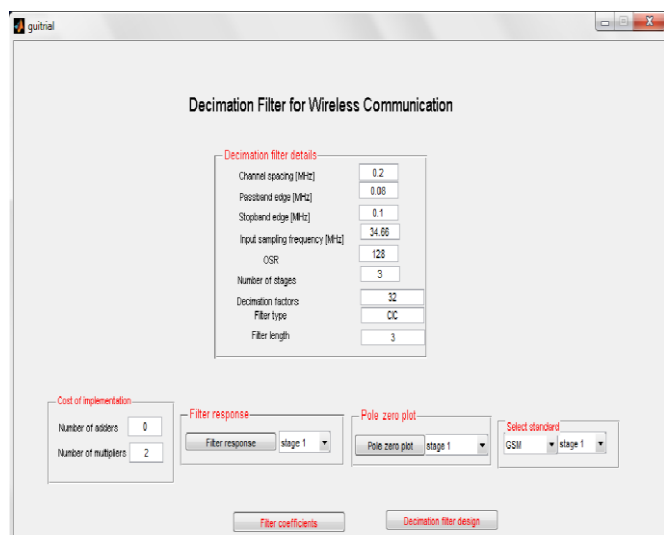 guitrial
Decimation Filter for Wireless Communication
Decimation filter details
Channel spacing [MHz] 0.2
Passband edge [MHz] 0.08
Stopband edge [MHz] 0.1
Input sampling frequency [MHz] 34.66
OSR 128
Number of stages 3
Decimation factors 32
Filter type CIC
Filter length 3
Cost of implementation
Number of adders 0
Number of multipliers 2
Filter response
Filter response stage 1
Pole zero plot
Pole zero plot stage 1
Select standard
GSM stage 1
Filter coefficients
Decimation filter design